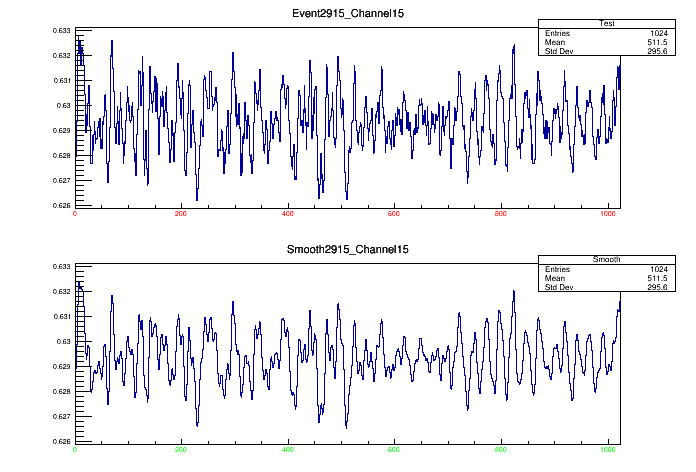 Event2915_Channel15
Test
Entries 1024
Mean 511.5
Std Dev 295.6
0.633
0.632
0.631
0.63
0.629
0.628
0.627
0.626
0 200 400 600 800 1000
Smooth2915_Channel15
Smooth
Entries 1024
Mean 511.5
Std Dev 295.6
0.633
0.632
0.631
0.63
0.629
0.628
0.627
0.626
0 200 400 600 800 1000